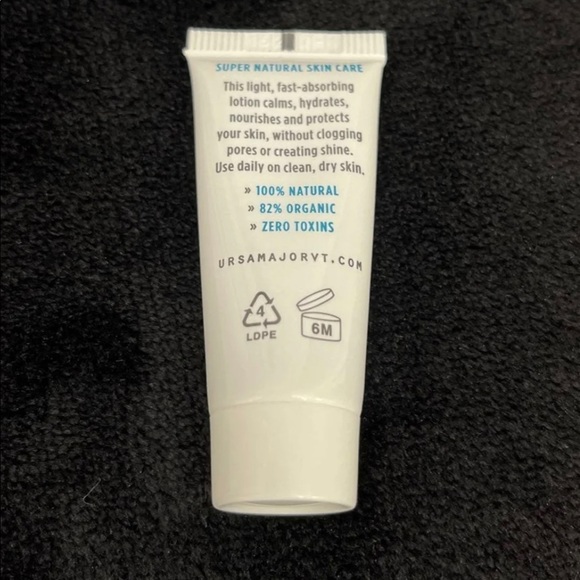 SUPER NATURAL SKIN CARE
This light, fast-absorbing
lotion calms, hydrates,
nourishes and protects
your skin, without clogging
pores or creating shine.
Use daily on clean, dry skin.
» 100% NATURAL
» 82% ORGANIC
» ZERO TOXINS
URSAMAJORVT.COM
4
LDPE
6M